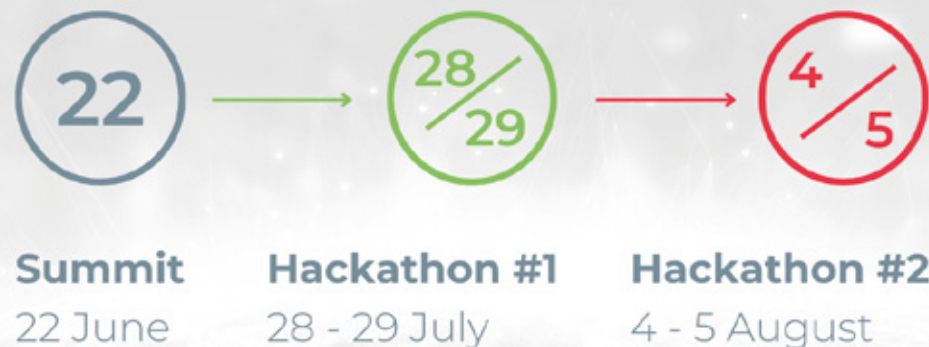 22
28
29
4
5
Summit
22 June
Hackathon #1
28 - 29 July
Hackathon #2
4 - 5 August